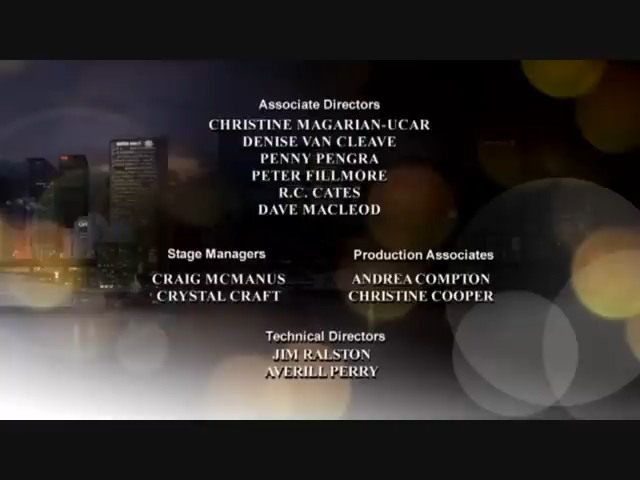 Associate Directors
CHRISTINE MAGARIAN-UCAR
DENISE VAN CLEAVE
PENNY PENGRA
PETER FILLMORE
R.C. CATES
DAVE MACLEOD
Stage Managers
CRAIG MCMANUS
CRYSTAL CRAFT
Production Associates
ANDREA COMPTON
CHRISTINE COOPER
Technical Directors
JIM RALSTON
AVERILL PERRY